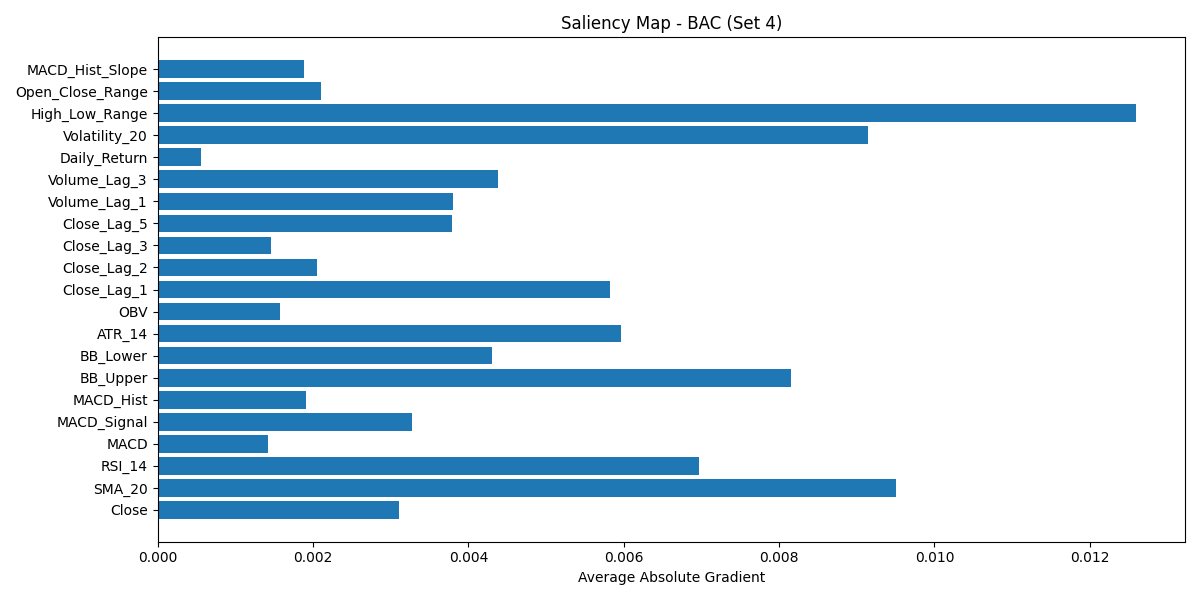 Saliency Map - BAC (Set 4)
MACD_Hist_Slope
Open_Close_Range
High_Low_Range
Volatility_20
Daily_Return
Volume_Lag_3
Volume_Lag_1
Close_Lag_5
Close_Lag_3
Close_Lag_2
Close_Lag_1
OBV
ATR_14
BB_Lower
BB_Upper
MACD_Hist
MACD_Signal
MACD
RSI_14
SMA_20
Close
0.000 0.002 0.004 0.006 0.008 0.010 0.012
Average Absolute Gradient